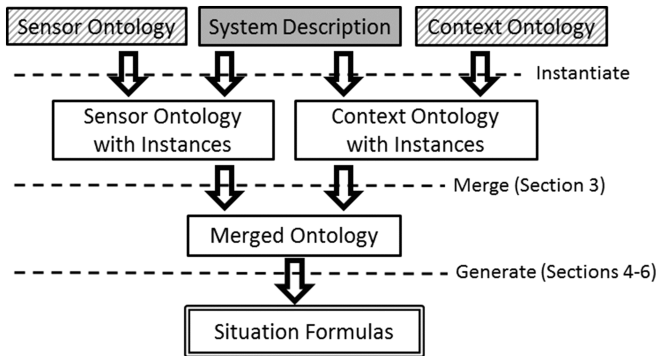 Sensor Ontology
System Description
Context Ontology
Instantiate
Sensor Ontology
with Instances
Context Ontology
with Instances
Merge (Section 3)
Merged Ontology
Generate (Sections 4-6)
Situation Formulas